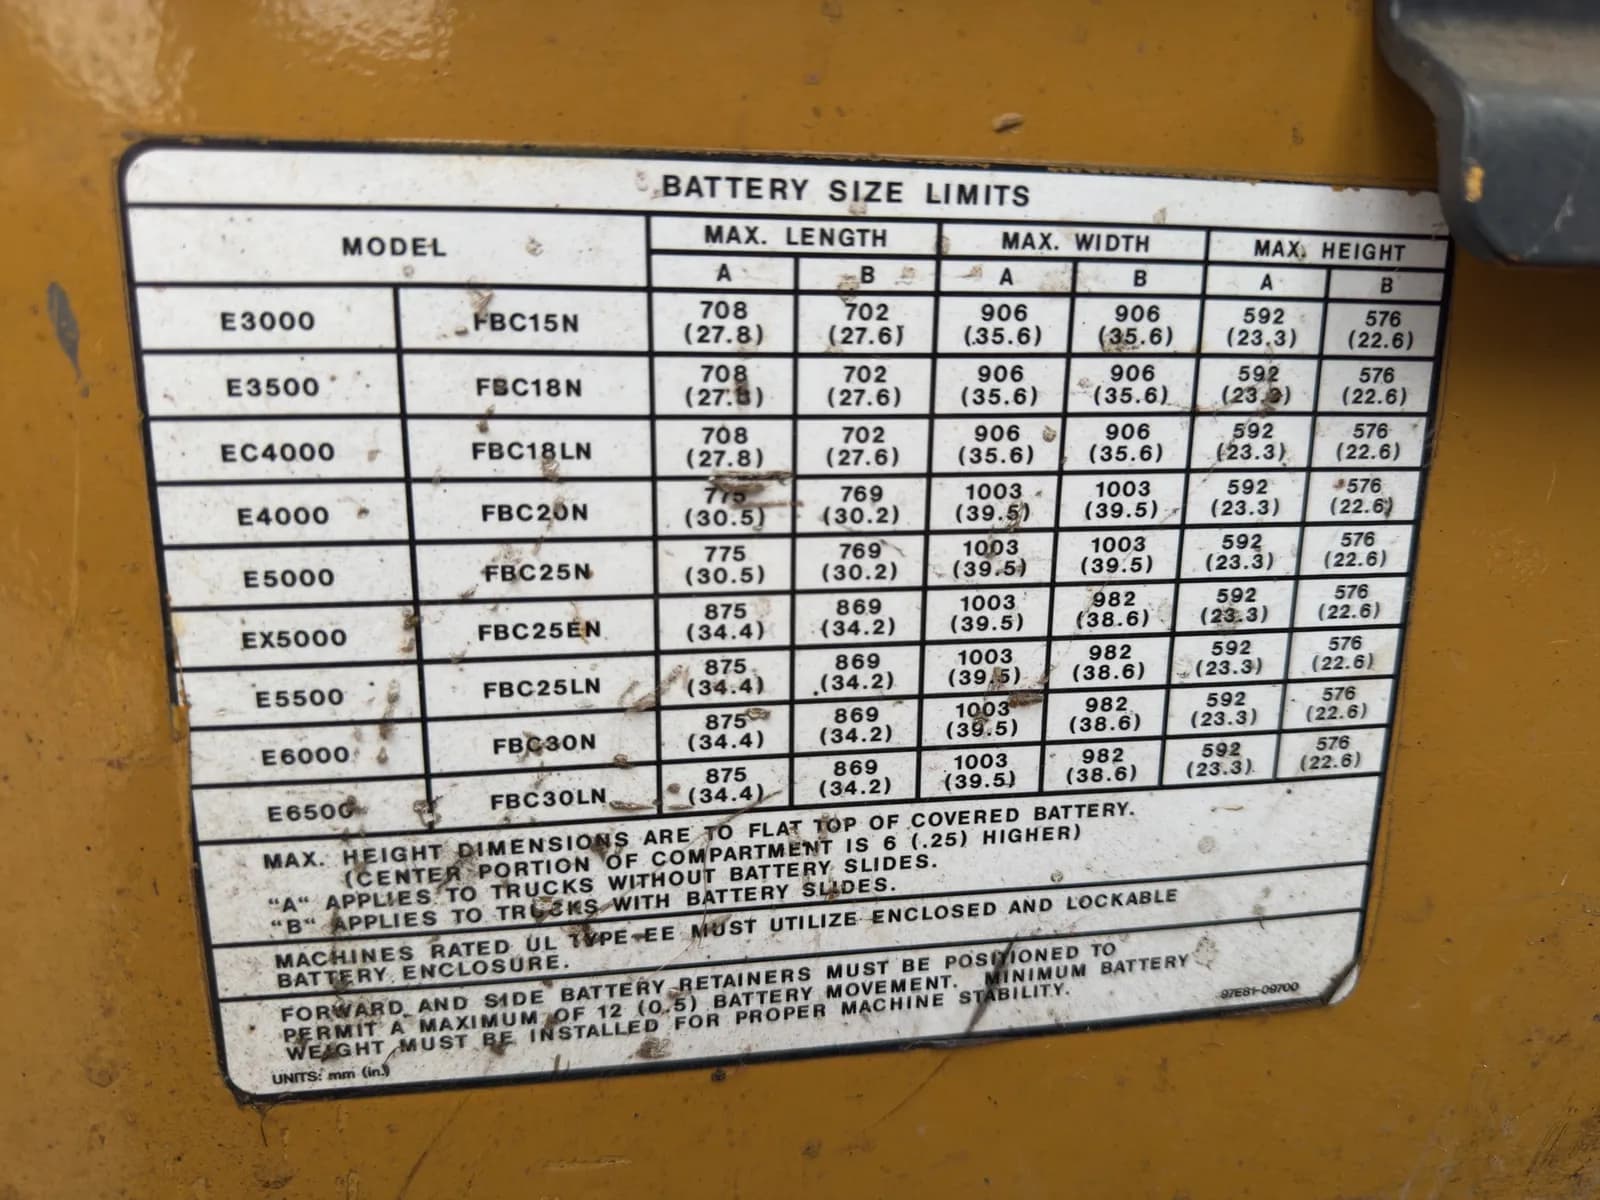 BATTERY SIZE LIMITS
MODEL MAX. LENGTH MAX. WIDTH MAX. HEIGHT
A B A B A B
E3000 FBC15N 708 (27.8) 702 (27.6) 906 (35.6) 906 (35.6) 592 (23.3) 576 (22.6)
E3500 FBC18N 708 (27.8) 702 (27.6) 906 (35.6) 906 (35.6) 592 (23.3) 576 (22.6)
EC4000 FBC18LN 708 (27.8) 702 (27.6) 906 (35.6) 906 (35.6) 592 (23.3) 576 (22.6)
E4000 FBC20N 775 (30.5) 769 (30.2) 1003 (39.5) 1003 (39.5) 592 (23.3) 576 (22.6)
E5000 FBC25N 775 (30.5) 769 (30.2) 1003 (39.5) 1003 (39.5) 592 (23.3) 576 (22.6)
EX5000 FBC25EN 875 (34.4) 869 (34.2) 1003 (39.5) 982 (38.6) 592 (23.3) 576 (22.6)
E5500 FBC25LN 875 (34.4) 869 (34.2) 1003 (39.5) 982 (38.6) 592 (23.3) 576 (22.6)
E6000 FBC30N 875 (34.4) 869 (34.2) 1003 (39.5) 982 (38.6) 592 (23.3) 576 (22.6)
E6500 FBC30LN 875 (34.4) 869 (34.2) 1003 (39.5) 982 (38.6) 592 (23.3) 576 (22.6)
MAX. HEIGHT DIMENSIONS ARE TO FLAT TOP OF COVERED BATTERY.
(CENTER PORTION OF COMPARTMENT IS 6 (.25) HIGHER)
"A" APPLIES TO TRUCKS WITHOUT BATTERY SLIDES.
"B" APPLIES TO TRUCKS WITH BATTERY SLIDES.
MACHINES RATED UL TYPE EE MUST UTILIZE ENCLOSED AND LOCKABLE
BATTERY ENCLOSURE.
FORWARD AND SIDE BATTERY RETAINERS MUST BE POSITIONED TO
PERMIT A MAXIMUM OF 12 (0.5) BATTERY MOVEMENT. MINIMUM BATTERY
WEIGHT MUST BE INSTALLED FOR PROPER MACHINE STABILITY.
UNITS: mm (in.)
97E81-09700